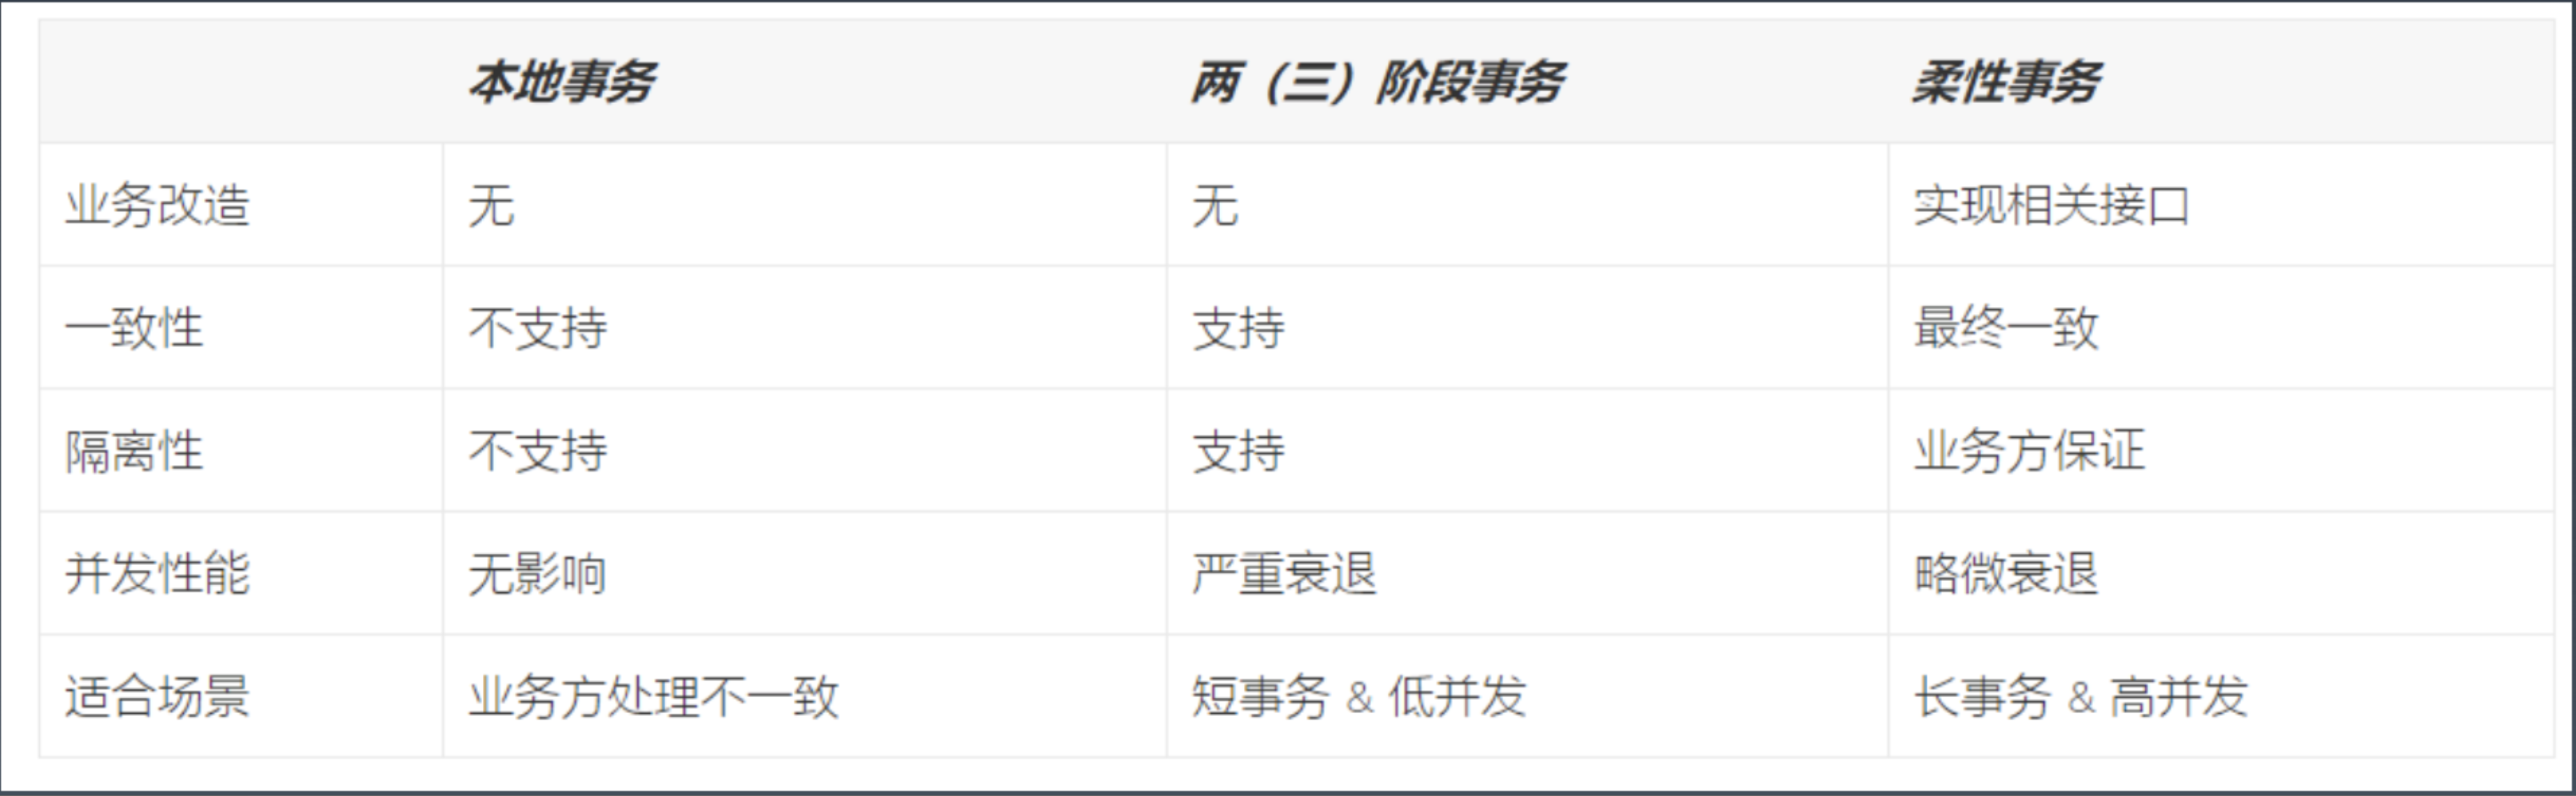 本地事务 两（三）阶段事务 柔性事务
业务改造 无 无 实现相关接口
一致性 不支持 支持 最终一致
隔离性 不支持 支持 业务方保证
并发性能 无影响 严重衰退 略微衰退
适合场景 业务方处理不一致 短事务 & 低并发 长事务 & 高并发